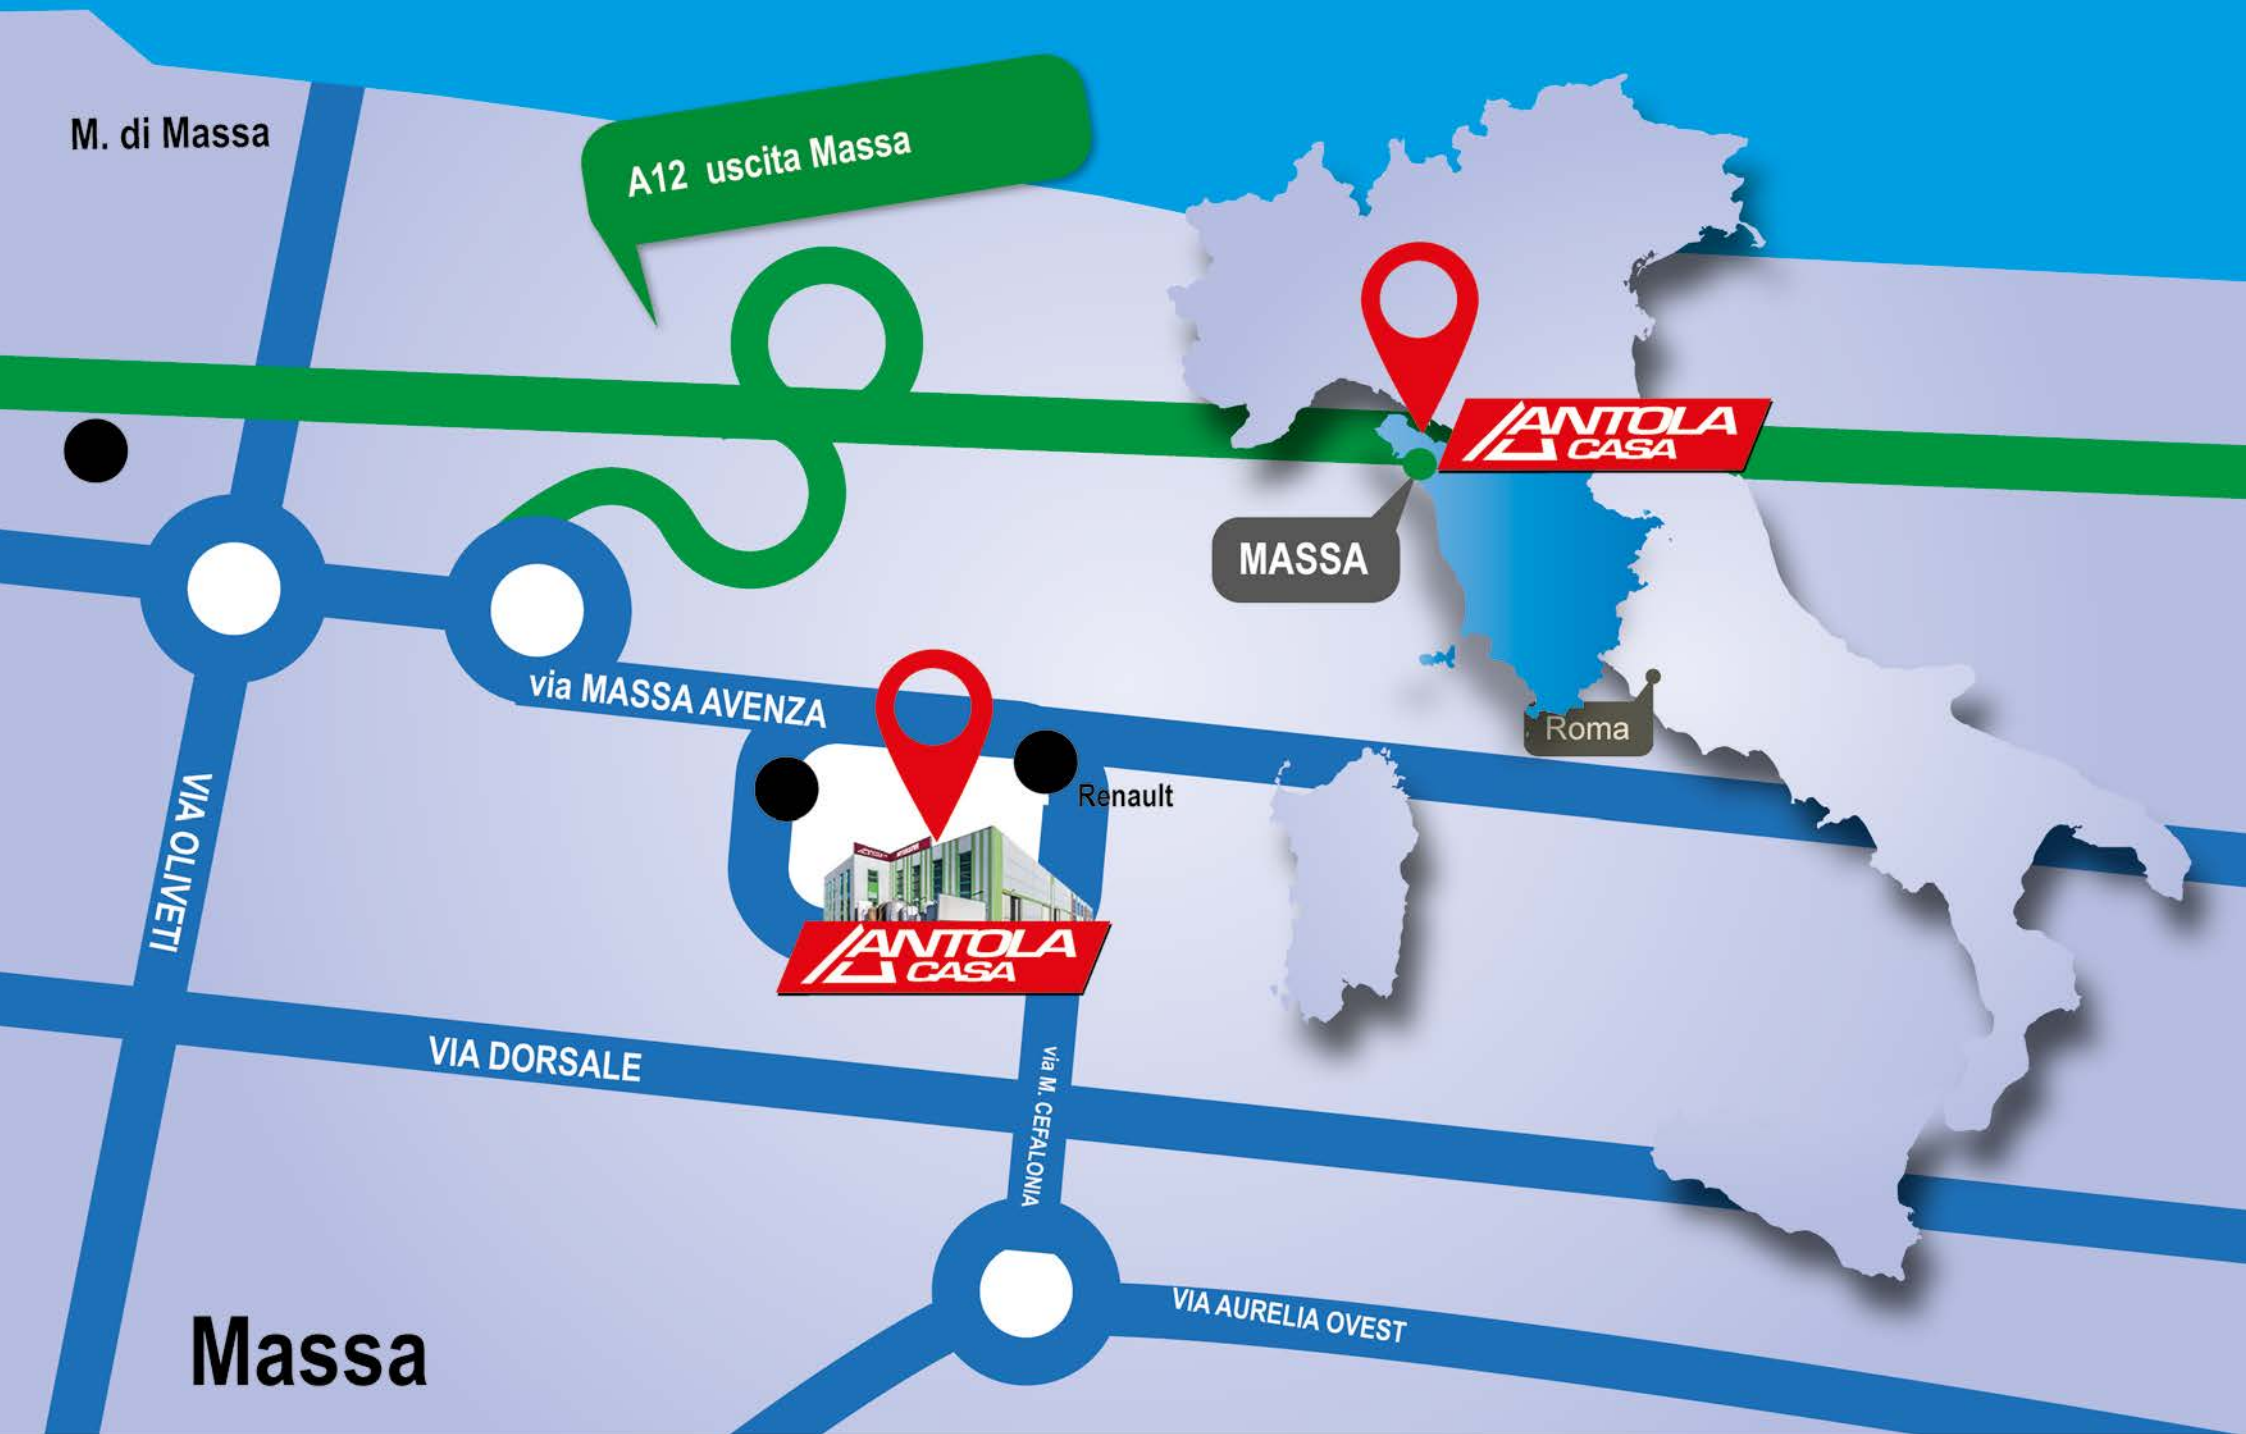 M. di Massa
A12 uscita Massa
ANTOLA
CASA
MASSA
Roma
via MASSA AVENZA
Renault
VIA OLIVETI
ANTOLA
CASA
VIA DORSALE
via M. CEFALONIA
VIA AURELIA OVEST
Massa